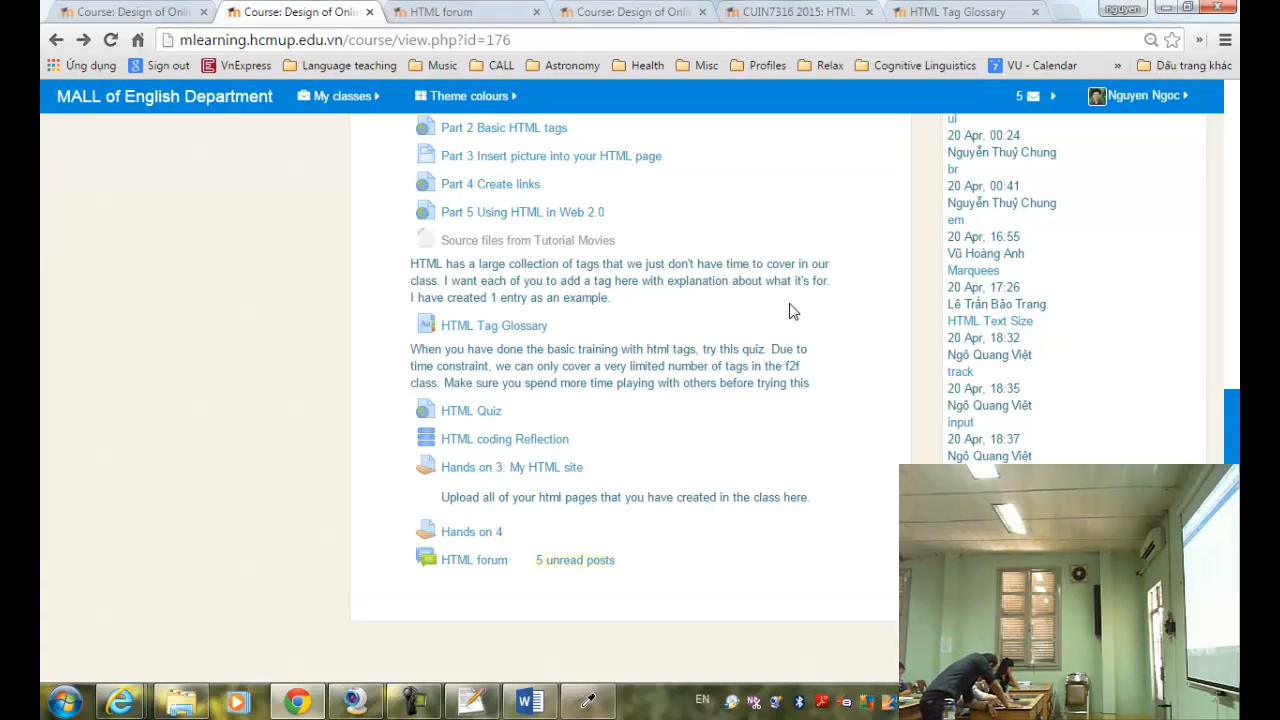 Course: Design of Onli
Course: Design of Onli
HTML forum
Course: Design of Onli
CUIN7316 2015: HTML
HTML Tag Glossary
nguyen
mlearning.hcmup.edu.vn/course/view.php?id=176
Ứng dụng
Sign out
VnExpress
Language teaching
Music
CALL
Astronomy
Health
Misc
Profiles
Relax
Cognitive Linguistics
7 VU - Calendar
»
Dấu trang khác
MALL of English Department
My classes
Theme colours
5
Nguyen Ngoc
Part 2 Basic HTML tags
Part 3 Insert picture into your HTML page
Part 4 Create links
Part 5 Using HTML in Web 2.0
Source files from Tutorial Movies
HTML has a large collection of tags that we just don't have time to cover in our
class. I want each of you to add a tag here with explanation about what it's for.
I have created 1 entry as an example.
HTML Tag Glossary
When you have done the basic training with html tags, try this quiz. Due to
time constraint, we can only cover a very limited number of tags in the f2f
class. Make sure you spend more time playing with others before trying this
HTML Quiz
HTML coding Reflection
Hands on 3: My HTML site
Upload all of your html pages that you have created in the class here.
Hands on 4
HTML forum
5 unread posts
ul
20 Apr, 00:24
Nguyễn Thuỷ Chung
br
20 Apr, 00:41
Nguyễn Thuỷ Chung
em
20 Apr, 16:55
Vũ Hoàng Anh
Marquees
20 Apr, 17:26
Lê Trần Bảo Trang
HTML Text Size
20 Apr, 18:32
Ngô Quang Việt
track
20 Apr, 18:35
Ngô Quang Việt
input
20 Apr, 18:37
Ngô Quang Việt
EN